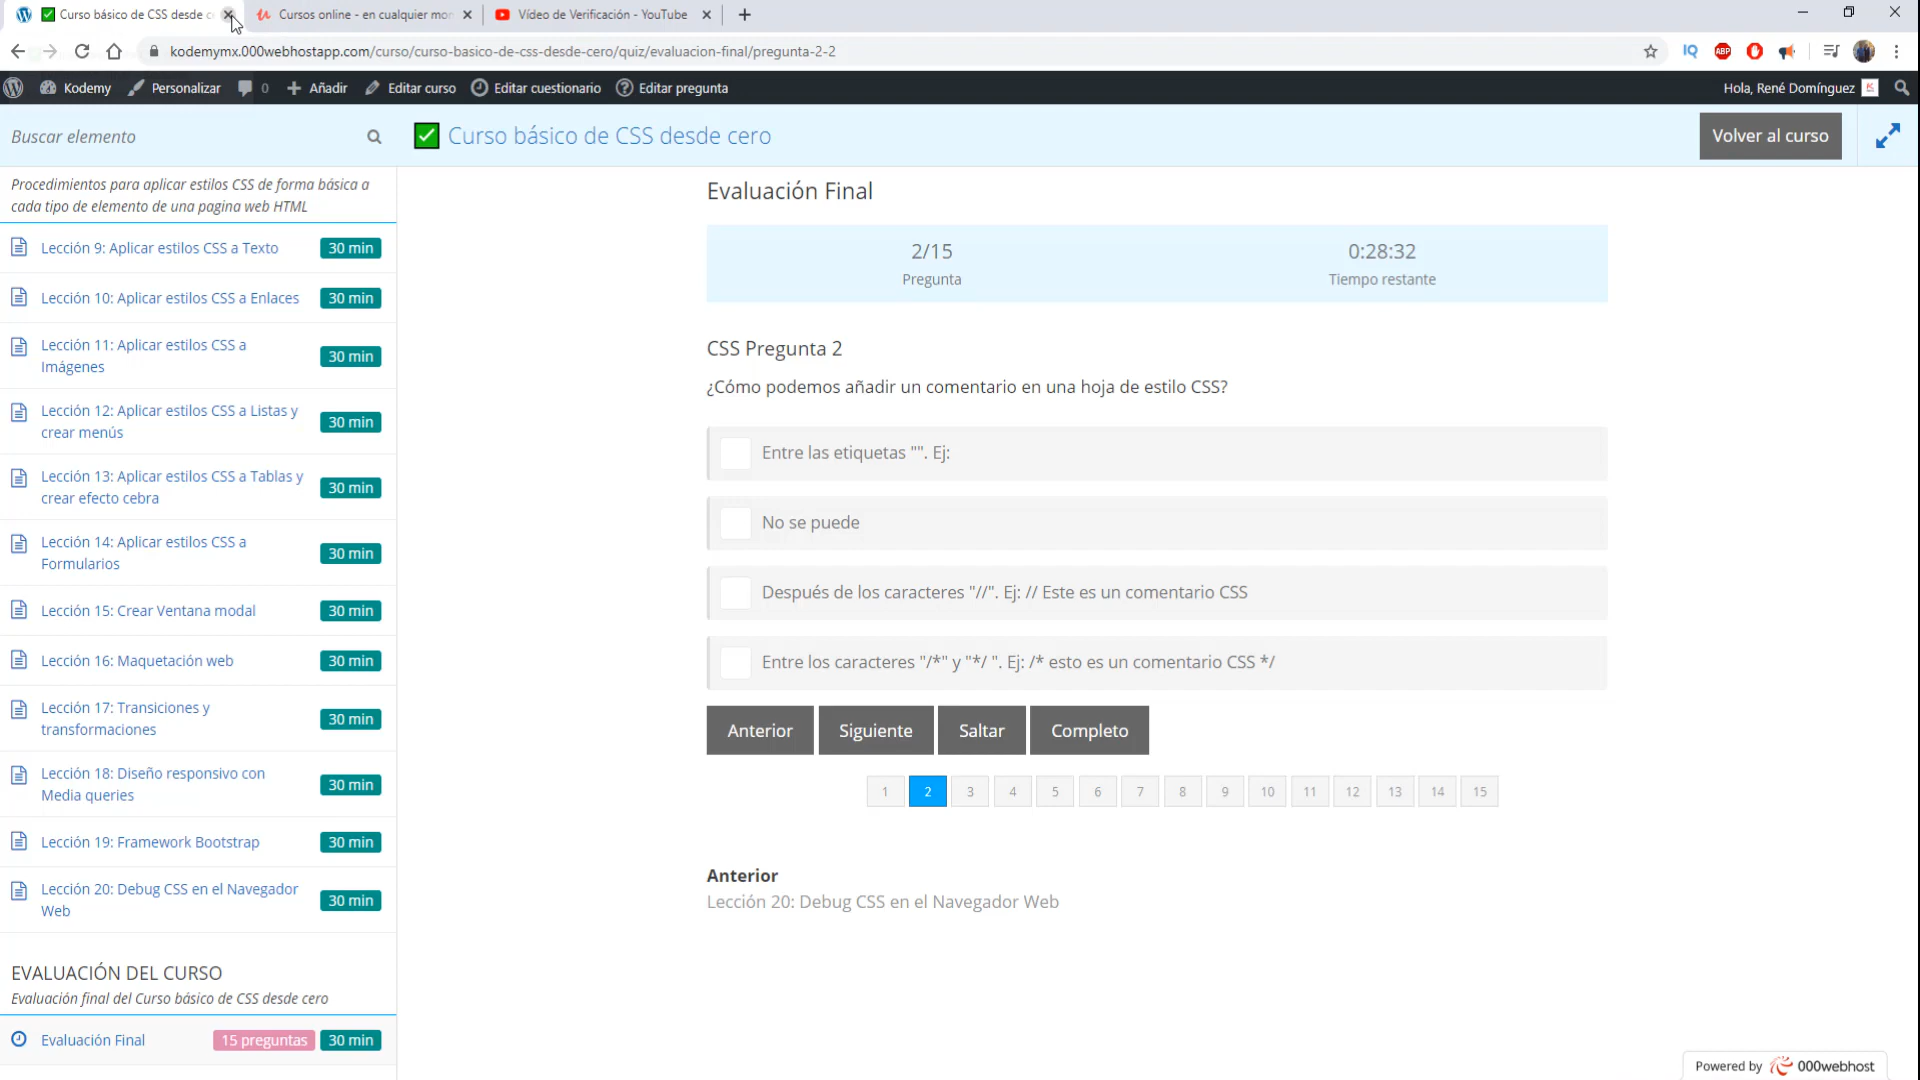 Curso básico de CSS desde c
Cursos online - en cualquier mon
Vídeo de Verificación - YouTube
kodemymx.000webhostapp.com/curso/curso-basico-de-css-desde-cero/quiz/evaluacion-final/pregunta-2-2
IQ
ABP
Kodemy
Personalizar
0
Añadir
Editar curso
Editar cuestionario
Editar pregunta
Hola, René Domínguez
Buscar elemento
Curso básico de CSS desde cero
Volver al curso
Procedimientos para aplicar estilos CSS de forma básica a
cada tipo de elemento de una pagina web HTML
Lección 9: Aplicar estilos CSS a Texto
30 min
Lección 10: Aplicar estilos CSS a Enlaces
30 min
Lección 11: Aplicar estilos CSS a
Imágenes
30 min
Lección 12: Aplicar estilos CSS a Listas y
crear menús
30 min
Lección 13: Aplicar estilos CSS a Tablas y
crear efecto cebra
30 min
Lección 14: Aplicar estilos CSS a
Formularios
30 min
Lección 15: Crear Ventana modal
30 min
Lección 16: Maquetación web
30 min
Lección 17: Transiciones y
transformaciones
30 min
Lección 18: Diseño responsivo con
Media queries
30 min
Lección 19: Framework Bootstrap
30 min
Lección 20: Debug CSS en el Navegador
Web
30 min
EVALUACIÓN DEL CURSO
Evaluación final del Curso básico de CSS desde cero
Evaluación Final
15 preguntas
30 min
Evaluación Final
2/15
Pregunta
0:28:32
Tiempo restante
CSS Pregunta 2
¿Cómo podemos añadir un comentario en una hoja de estilo CSS?
Entre las etiquetas "". Ej:
No se puede
Después de los caracteres "//". Ej: // Este es un comentario CSS
Entre los caracteres "/*" y "*/ ". Ej: /* esto es un comentario CSS */
Anterior
Siguiente
Saltar
Completo
1 2 3 4 5 6 7 8 9 10 11 12 13 14 15
Anterior
Lección 20: Debug CSS en el Navegador Web
Powered by 000webhost